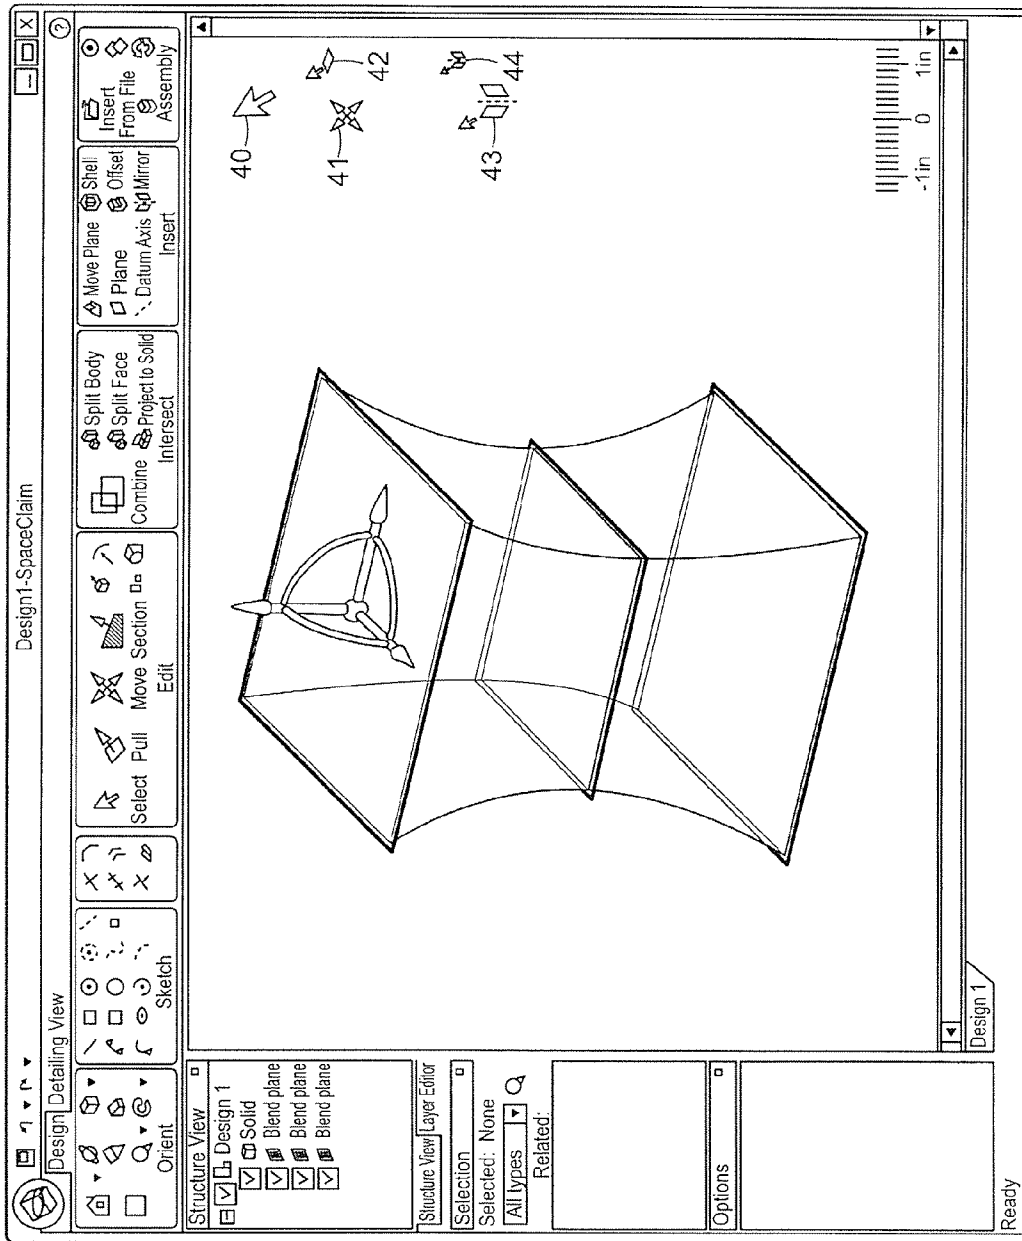 Design1-SpaceClaim
Design Detailing View
Orient
Sketch
Select Pull Move Section
Edit
Combine
Split Body
Split Face
Project to Solid
Intersect
Move Plane
Plane
Datum Axis
Shell
Offset
Mirror
Insert
Insert
From File
Assembly
Structure View
Design 1
Solid
Blend plane
Blend plane
Blend plane
Structure View Layer Editor
Selection
Selected: None
All types
Related:
Options
40
41
42
43
44
-1in 0 1in
Design 1
Ready